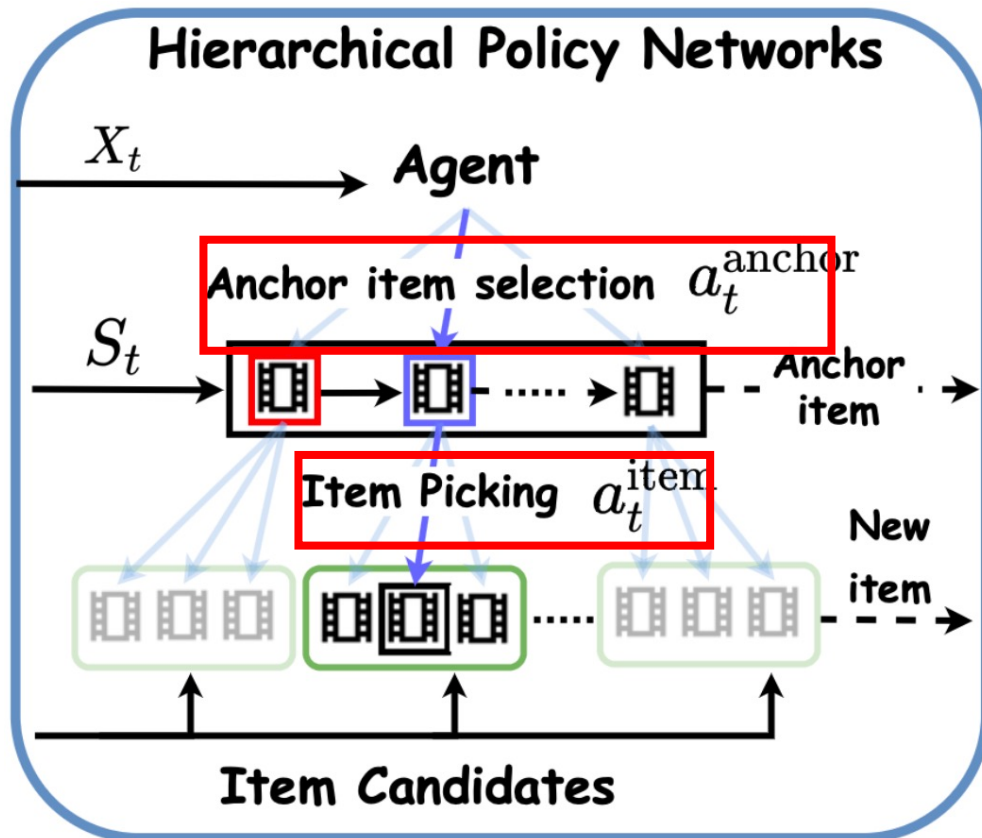 Hierarchical Policy Networks
X_t
Agent
Anchor item selection a_t^anchor
S_t
Anchor
item
Item Picking a_t^item
New
item
Item Candidates